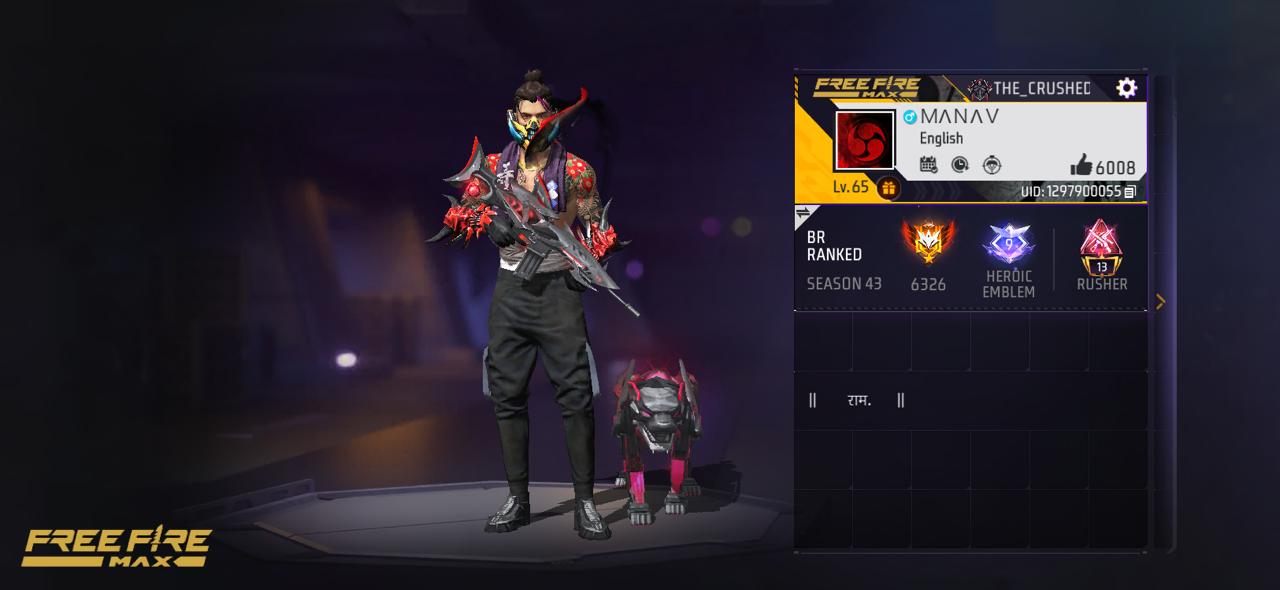 FREE FIRE
MAX
THE_CRUSHED
MΛNΛV
English
6008
Lv. 65
UID: 1297900055
BR
RANKED
SEASON 43
6326
9
HEROIC
EMBLEM
13
RUSHER
|| राम. ||
FREE FIRE
MAX